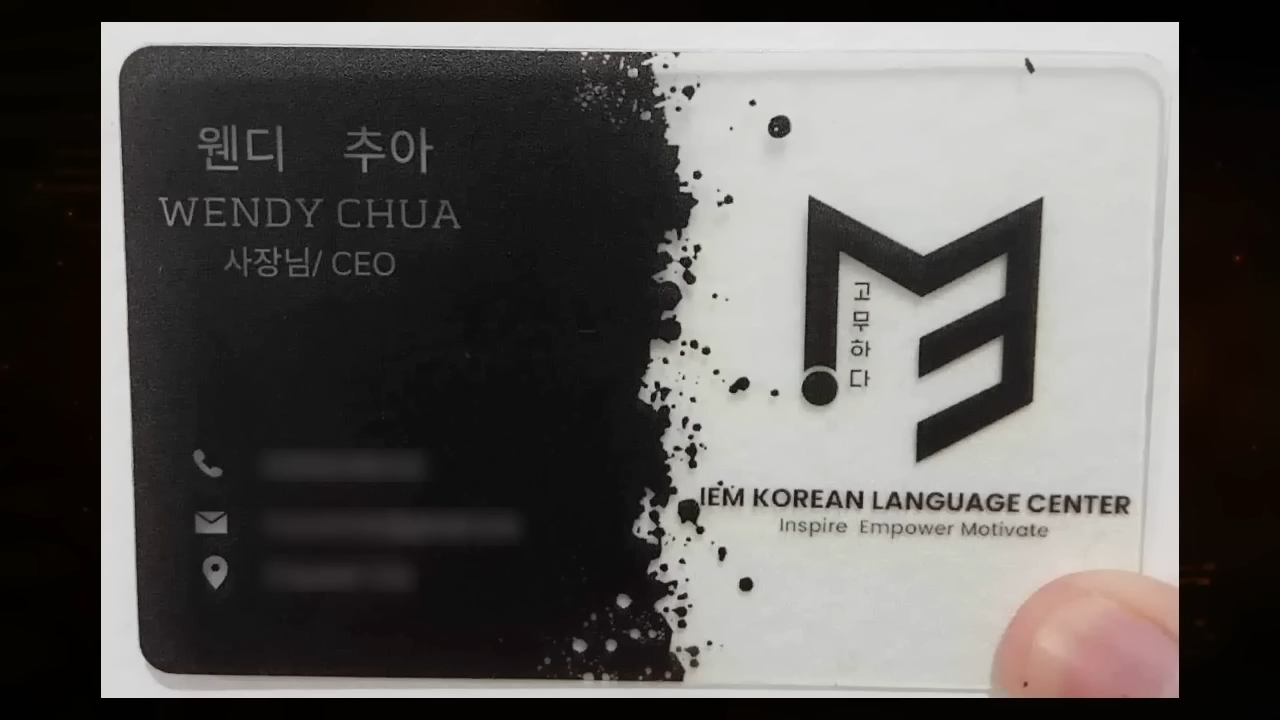 웬디 추아
WENDY CHUA
사장님/ CEO
고
무
하
다
IEM KOREAN LANGUAGE CENTER
Inspire Empower Motivate